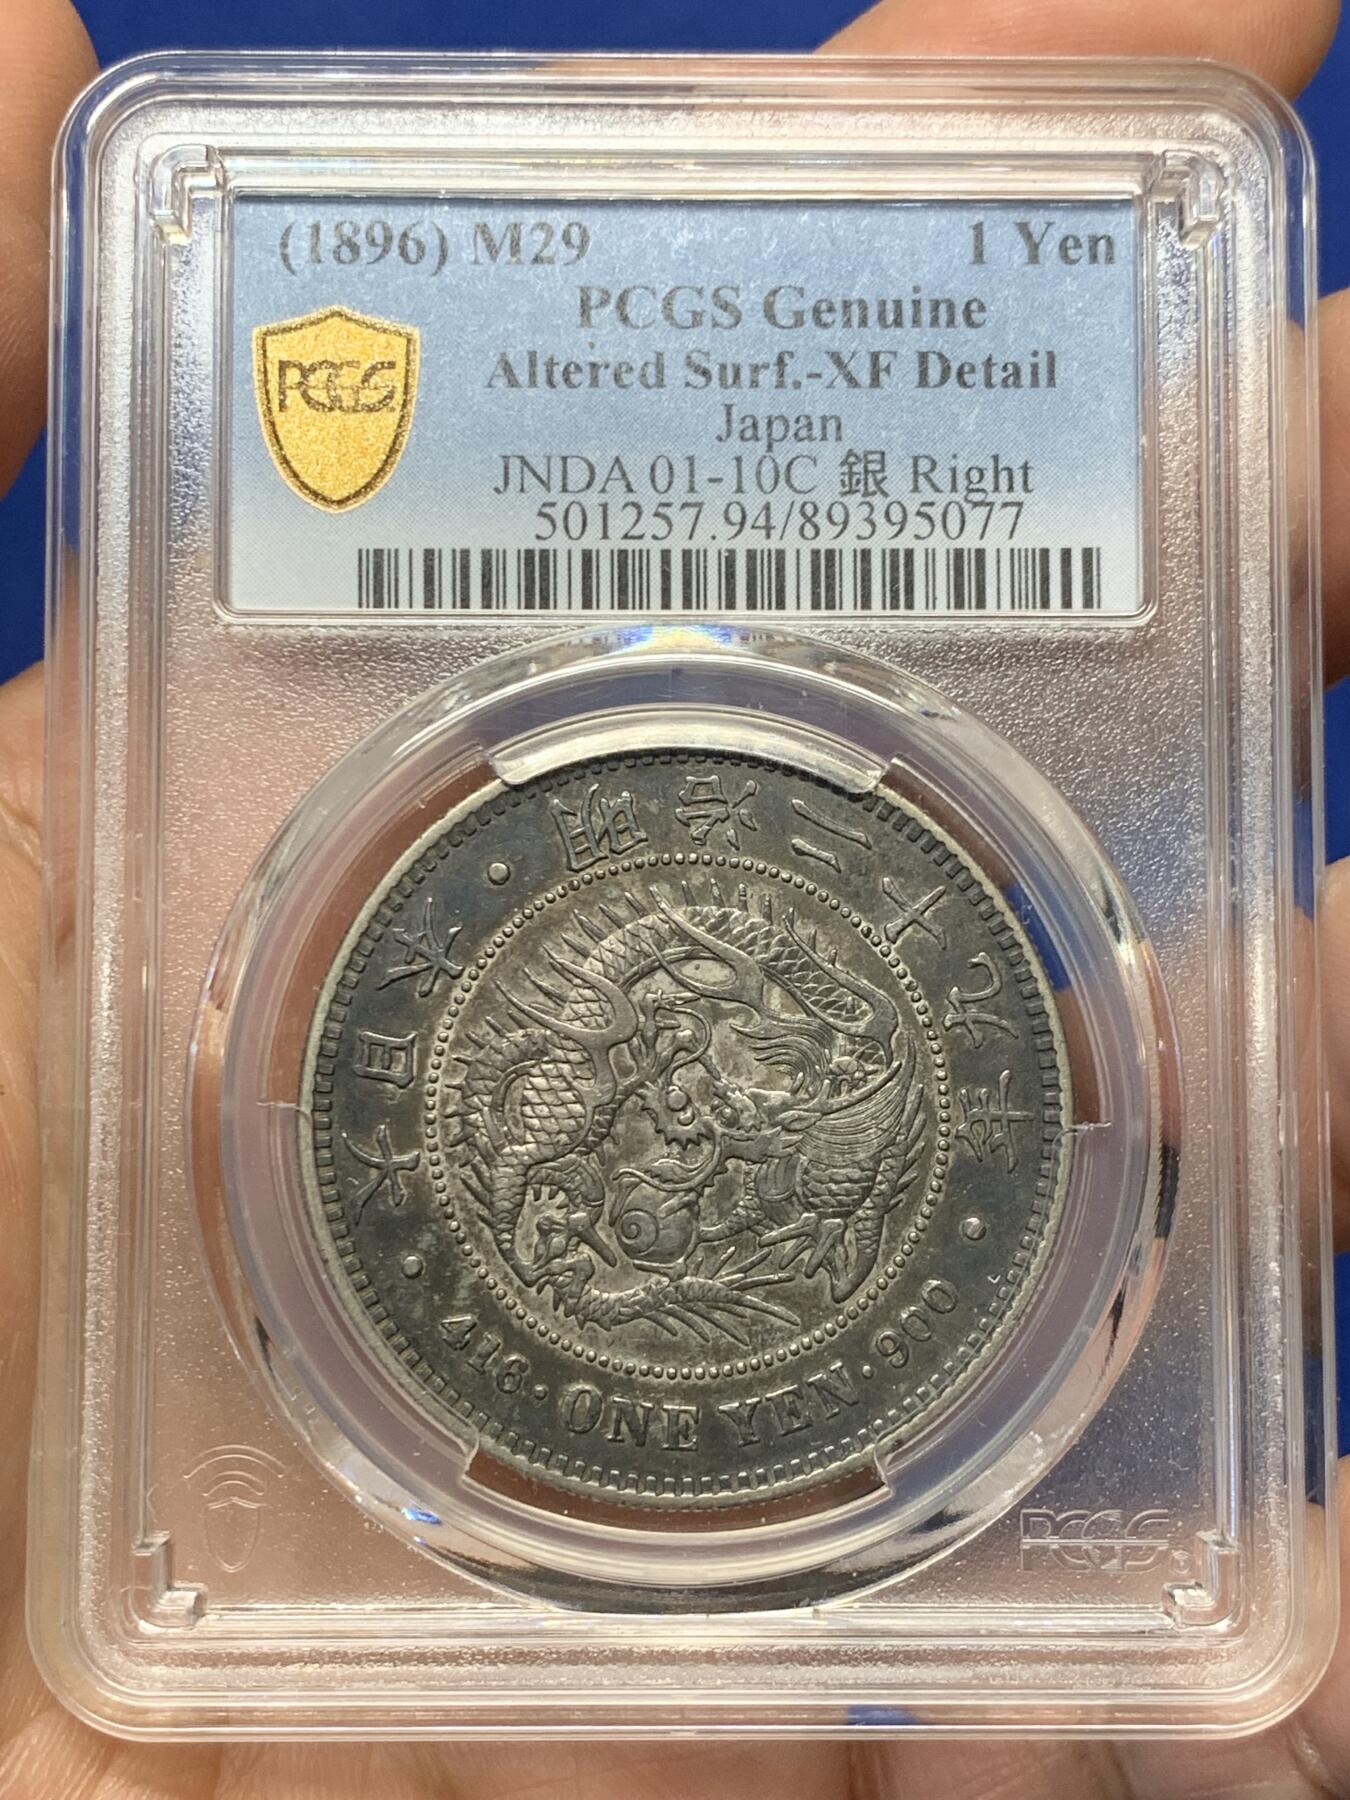 (1896) M29 1 Yen
PCGS Genuine
PCGS
Altered Surf.-XF Detail
Japan
JNDA 01-10C 銀 Right
501257.94/89395077
大日本 · 明治二十九年 ·
416 · ONE YEN · 900
PCGS